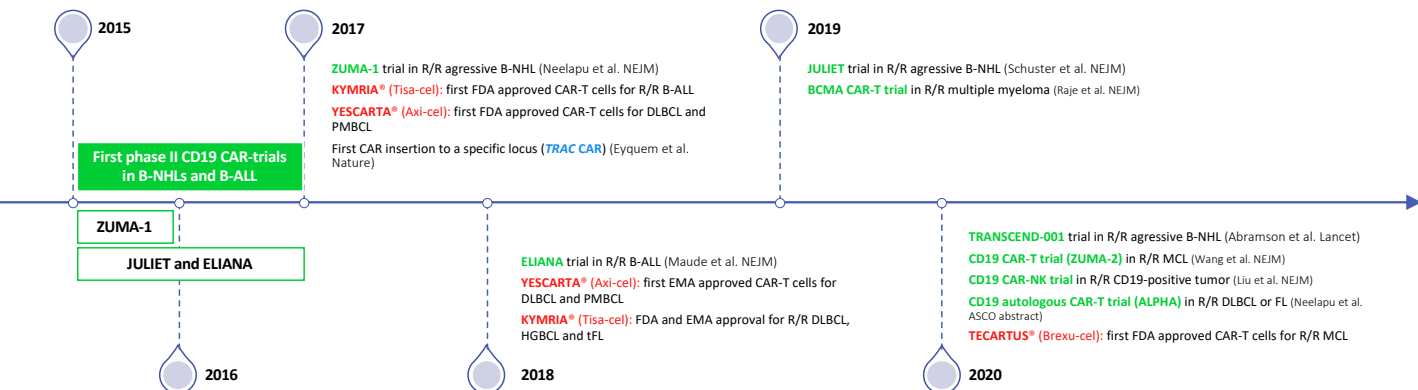 2015
2017
2019
ZUMA-1 trial in R/R agressive B-NHL (Neelapu et al. NEJM)
KYMRIA® (Tisa-cel): first FDA approved CAR-T cells for R/R B-ALL
YESCARTA® (Axi-cel): first FDA approved CAR-T cells for DLBCL and
PMBCL
First CAR insertion to a specific locus (TRAC CAR) (Eyquem et al.
Nature)
JULIET trial in R/R agressive B-NHL (Schuster et al. NEJM)
BCMA CAR-T trial in R/R multiple myeloma (Raje et al. NEJM)
First phase II CD19 CAR-trials
in B-NHLs and B-ALL
ZUMA-1
JULIET and ELIANA
ELIANA trial in R/R B-ALL (Maude et al. NEJM)
YESCARTA® (Axi-cel): first EMA approved CAR-T cells for
DLBCL and PMBCL
KYMRIA® (Tisa-cel): FDA and EMA approval for R/R DLBCL,
HGBCL and tFL
TRANSCEND-001 trial in R/R agressive B-NHL (Abramson et al. Lancet)
CD19 CAR-T trial (ZUMA-2) in R/R MCL (Wang et al. NEJM)
CD19 CAR-NK trial in R/R CD19-positive tumor (Liu et al. NEJM)
CD19 autologous CAR-T trial (ALPHA) in R/R DLBCL or FL (Neelapu et al.
ASCO abstract)
TECARTUS® (Brexu-cel): first FDA approved CAR-T cells for R/R MCL
2016
2018
2020